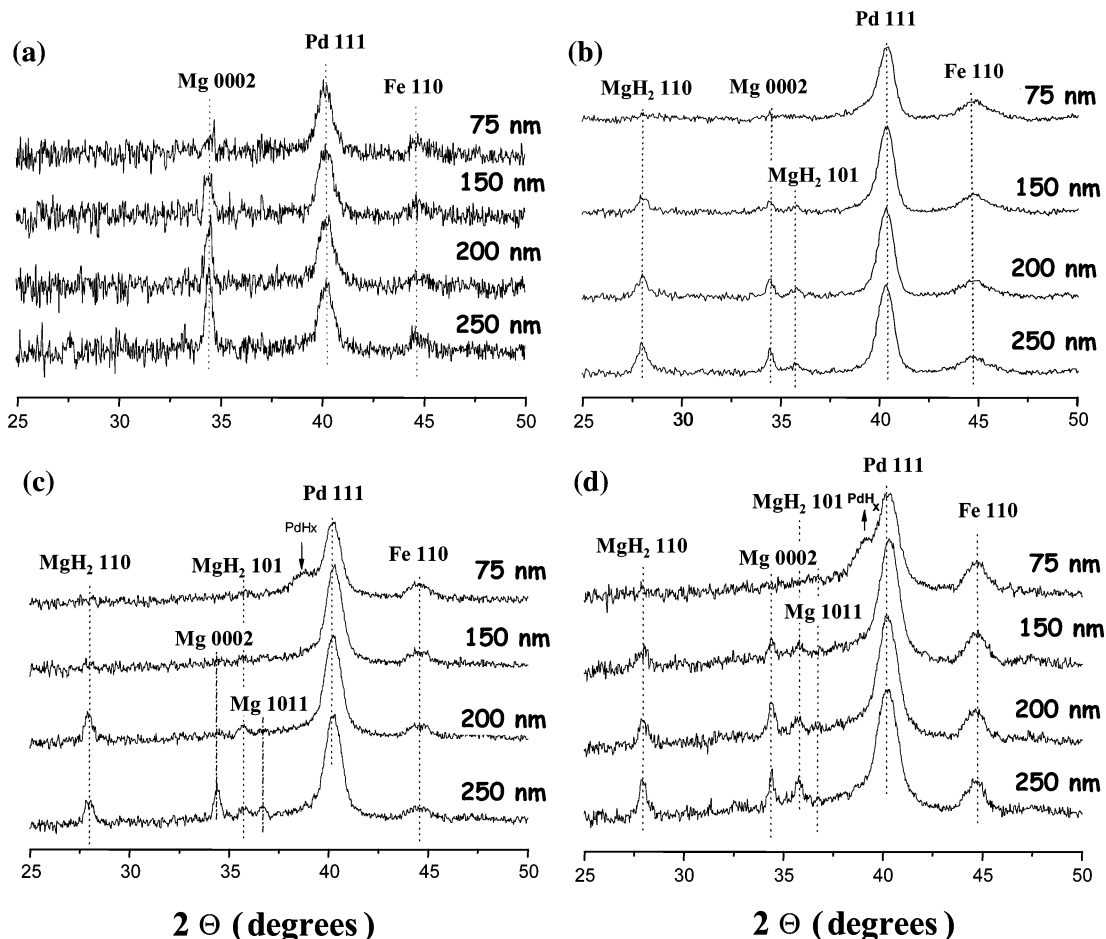 (a)
Pd 111
Mg 0002
Fe 110
75 nm
150 nm
200 nm
250 nm
25 30 35 40 45 50
(b)
Pd 111
MgH2 110
Mg 0002
Fe 110
75 nm
MgH2 101
150 nm
200 nm
250 nm
25 30 35 40 45 50
(c)
Pd 111
PdHx
MgH2 110
MgH2 101
Fe 110
75 nm
Mg 0002
150 nm
Mg 1011
200 nm
250 nm
25 30 35 40 45 50
2 Θ (degrees)
(d)
Pd 111
MgH2 101
PdHx
Fe 110
MgH2 110
Mg 0002
75 nm
Mg 1011
150 nm
200 nm
250 nm
25 30 35 40 45 50
2 Θ (degrees)